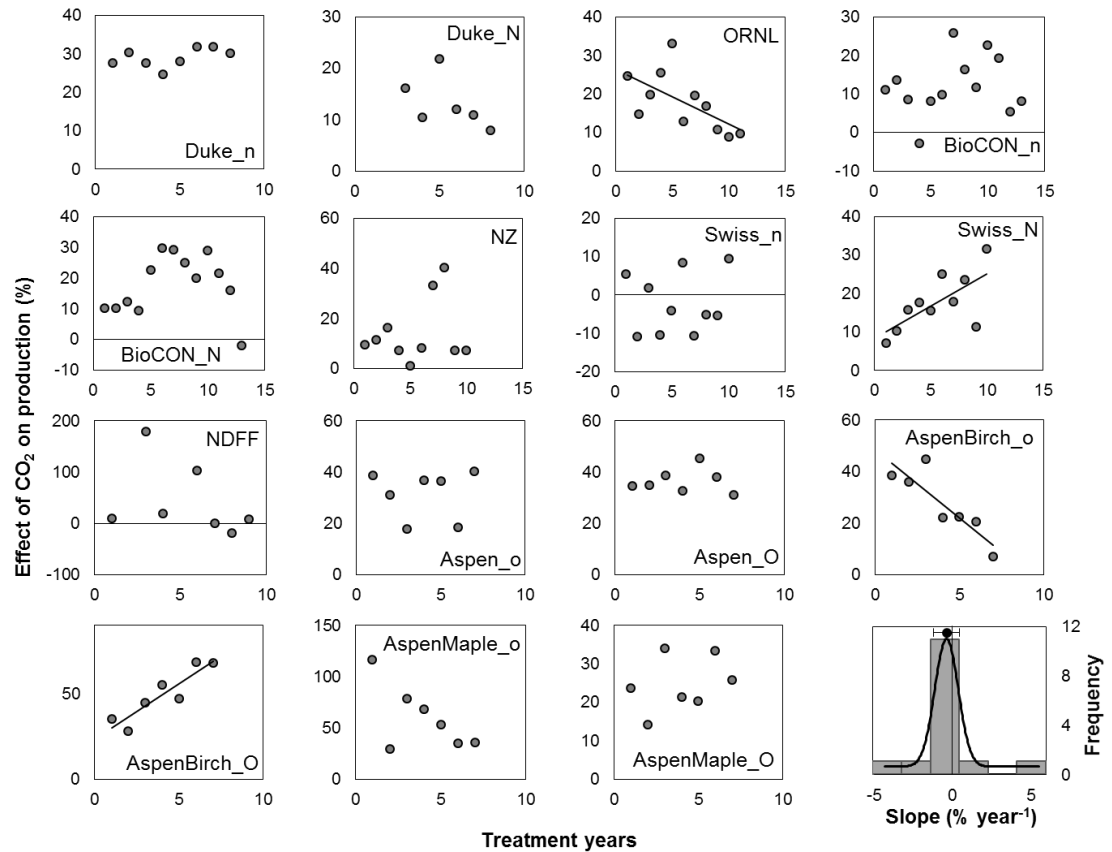 Effect of CO₂ on production (%)
40
30
20
10
0
Duke_n
0 5 10
30
20
10
0
Duke_N
0 5 10
40
30
20
10
0
ORNL
0 5 10 15
30
20
10
0
-10
BioCON_n
0 5 10 15
40
30
20
10
0
-10
BioCON_N
0 5 10 15
60
40
20
0
NZ
0 5 10 15
20
10
0
-10
-20
Swiss_n
0 5 10 15
40
30
20
10
0
Swiss_N
0 5 10 15
200
100
0
-100
NDFF
0 5 10
60
40
20
0
Aspen_o
0 5 10
60
40
20
0
Aspen_O
0 5 10
60
40
20
0
AspenBirch_o
0 5 10
50
0
AspenBirch_O
0 5 10
150
100
50
0
AspenMaple_o
0 5 10
40
30
20
10
0
AspenMaple_O
0 5 10
12
8
4
0
Frequency
-5 0 5
Slope (% year⁻¹)
Treatment years